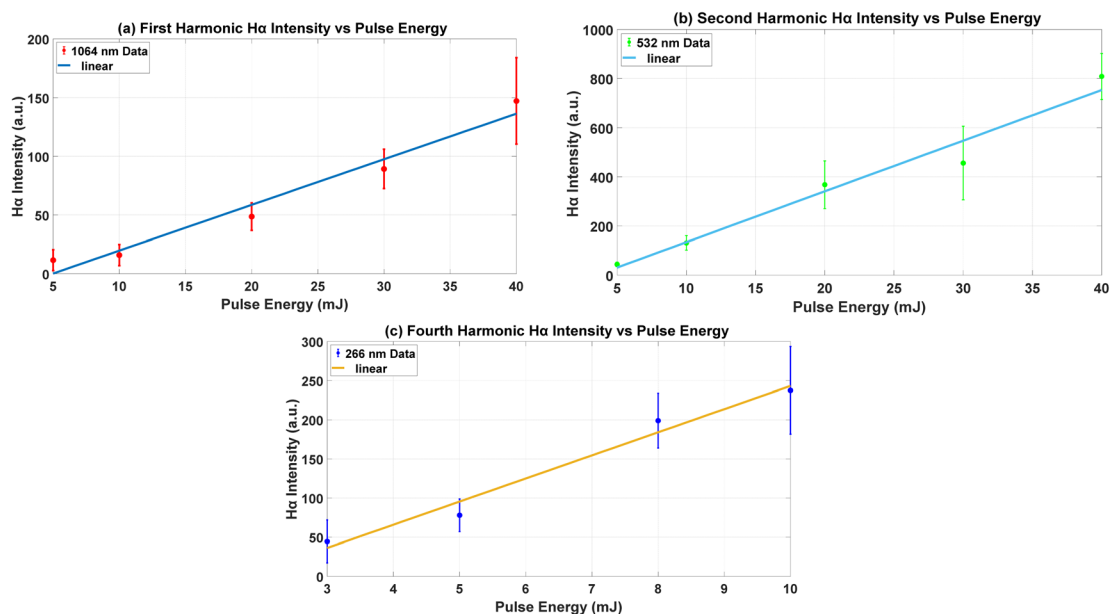 (a) First Harmonic Hα Intensity vs Pulse Energy
1064 nm Data
linear
Hα Intensity (a.u.)
200
150
100
50
0
5 10 15 20 25 30 35 40
Pulse Energy (mJ)
(b) Second Harmonic Hα Intensity vs Pulse Energy
532 nm Data
linear
Hα Intensity (a.u.)
1000
800
600
400
200
0
5 10 15 20 25 30 35 40
Pulse Energy (mJ)
(c) Fourth Harmonic Hα Intensity vs Pulse Energy
266 nm Data
linear
Hα Intensity (a.u.)
300
250
200
150
100
50
0
3 4 5 6 7 8 9 10
Pulse Energy (mJ)